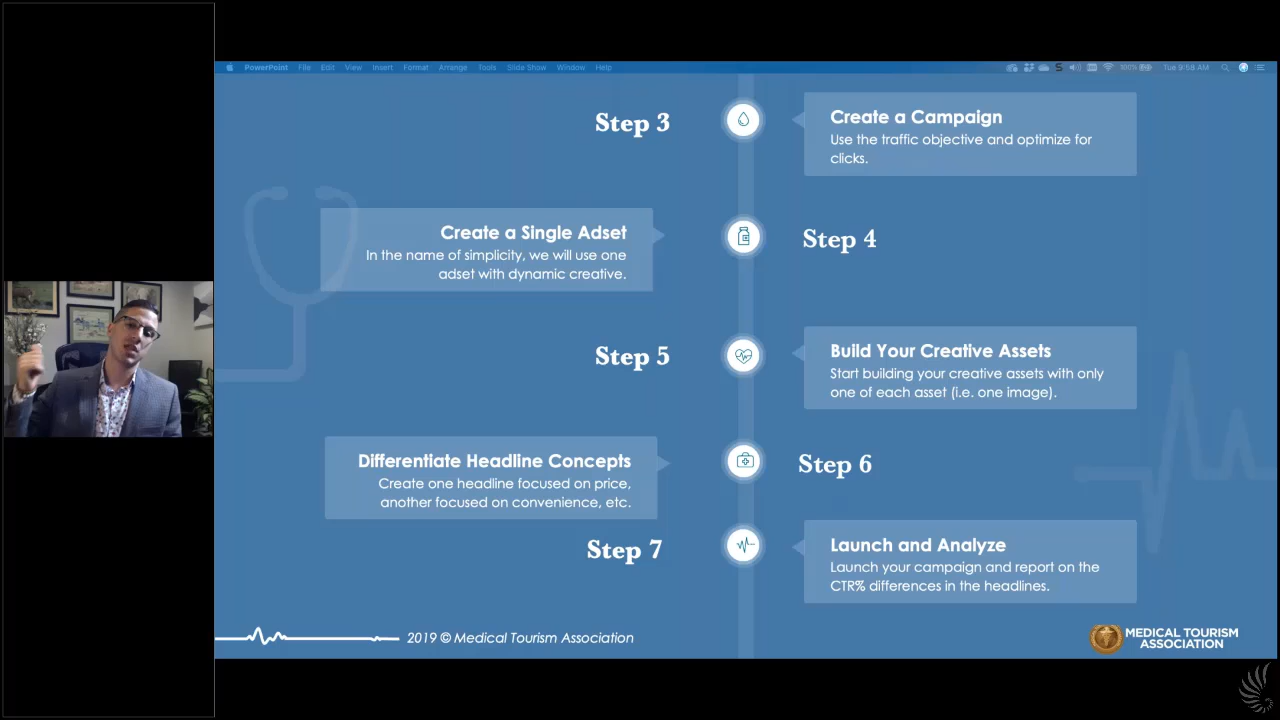 PowerPoint File Edit View Insert Format Arrange Tools Slide Show Window Help
100% Tue 9:58 AM
Step 3
Create a Campaign
Use the traffic objective and optimize for
clicks.
Create a Single Adset
In the name of simplicity, we will use one
adset with dynamic creative.
Step 4
Step 5
Build Your Creative Assets
Start building your creative assets with only
one of each asset (i.e. one image).
Differentiate Headline Concepts
Create one headline focused on price,
another focused on convenience, etc.
Step 6
Step 7
Launch and Analyze
Launch your campaign and report on the
CTR% differences in the headlines.
2019 © Medical Tourism Association
MEDICAL TOURISM
ASSOCIATION